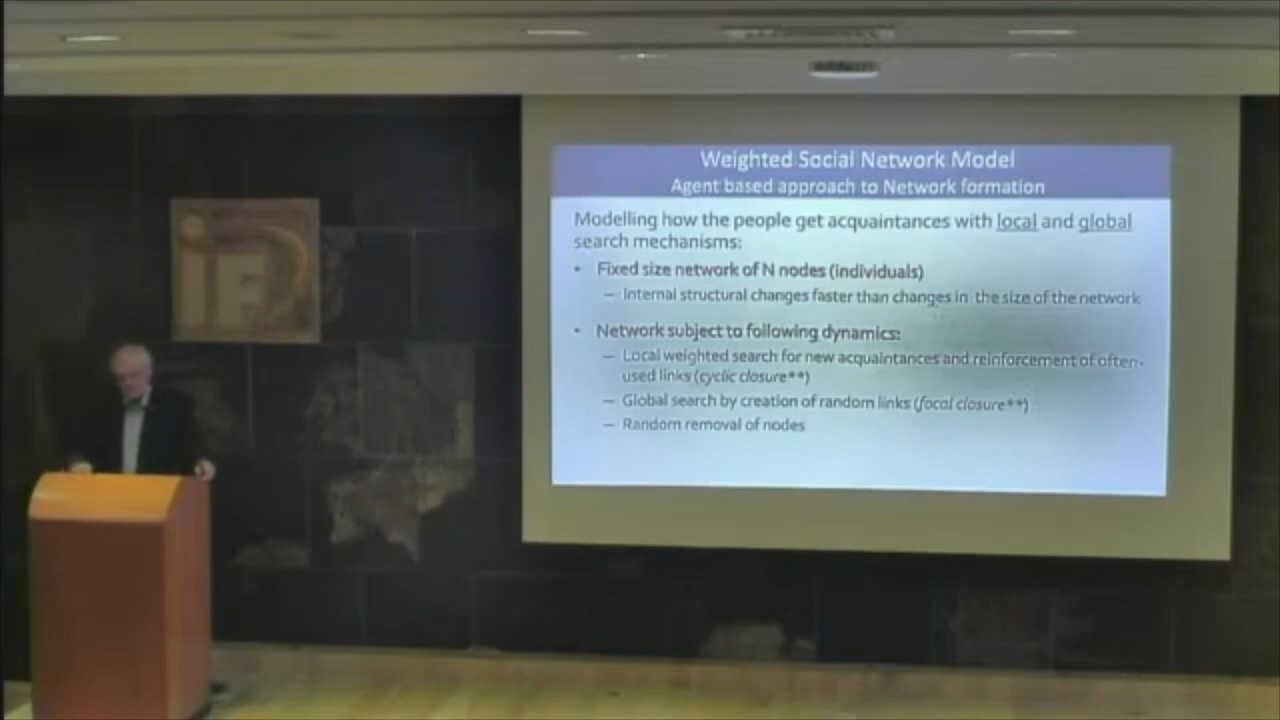 Weighted Social Network Model
Agent based approach to Network formation
Modelling how the people get acquaintances with local and global
search mechanisms:
• Fixed size network of N nodes (individuals)
– Internal structural changes faster than changes in the size of the network
• Network subject to following dynamics:
– Local weighted search for new acquaintances and reinforcement of often-
used links (cyclic closure**)
– Global search by creation of random links (focal closure**)
– Random removal of nodes